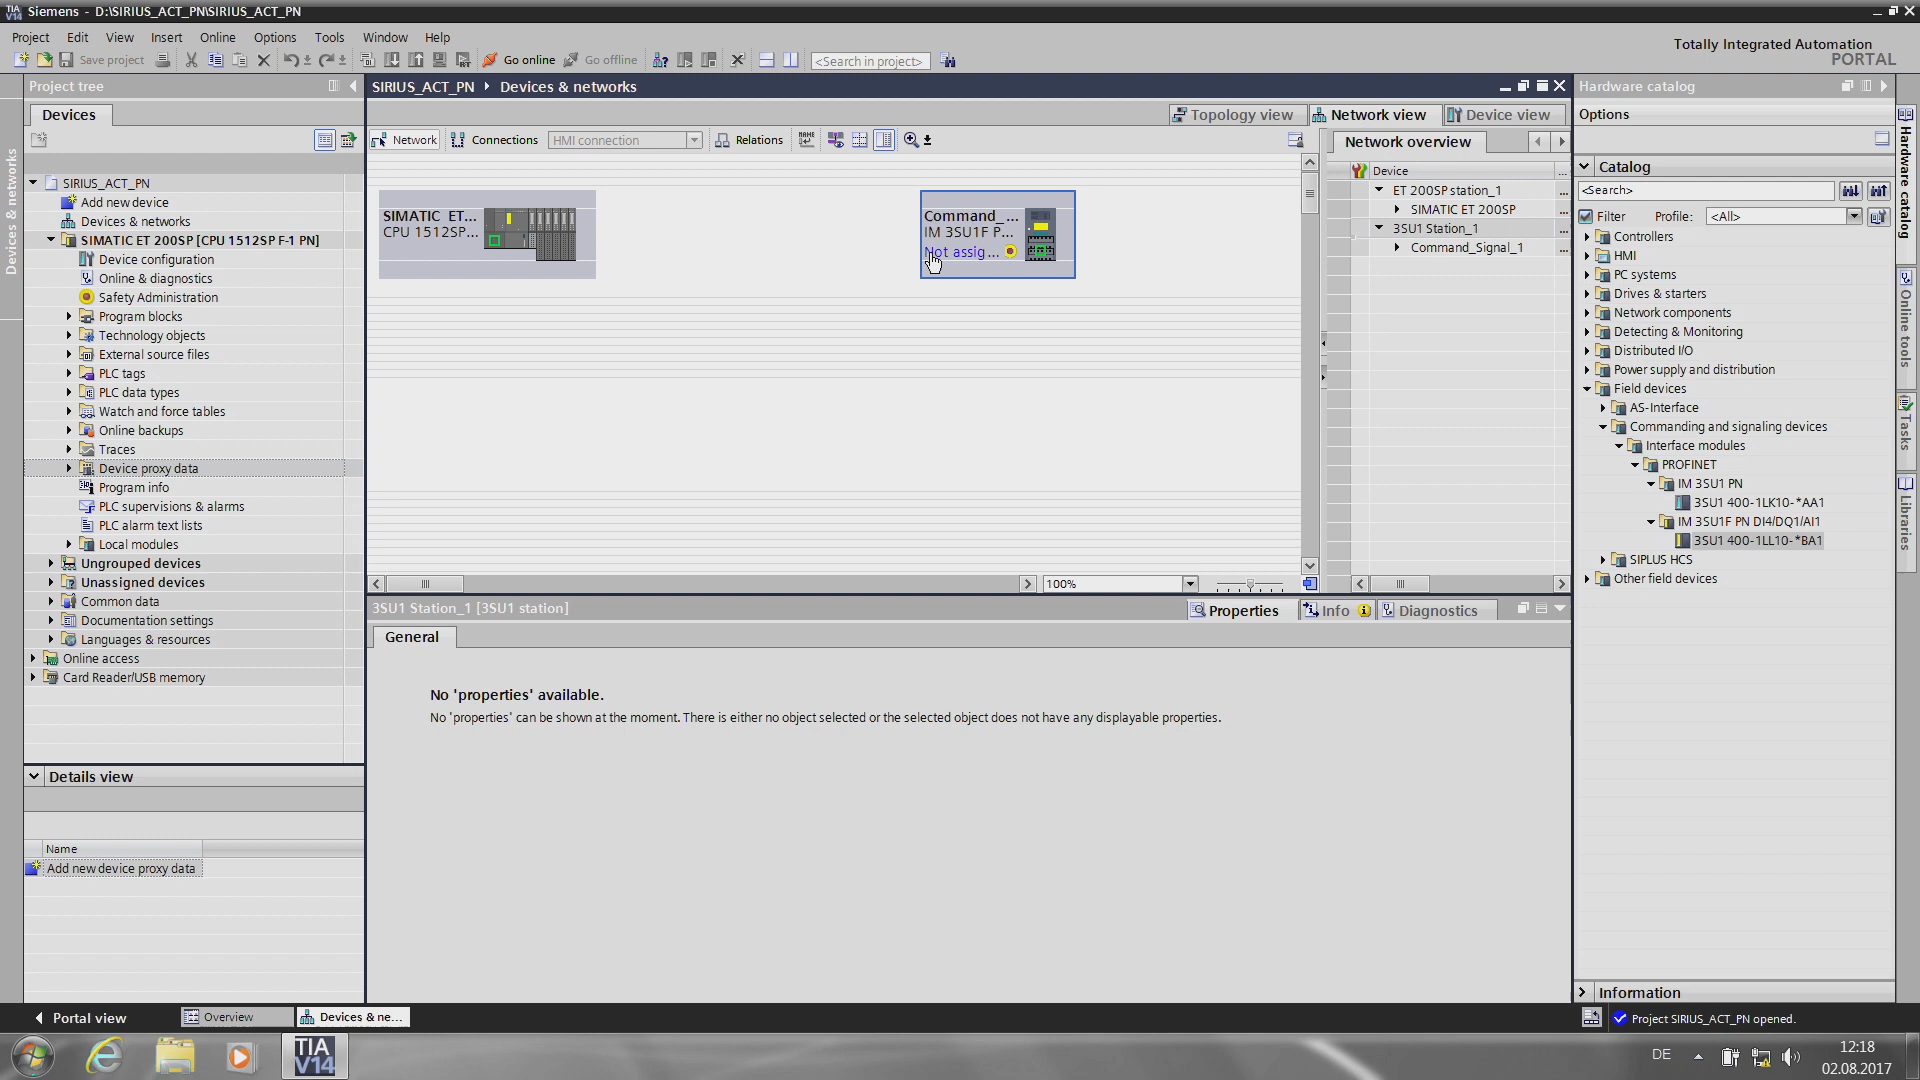 TIA V14 Siemens - D:\SIRIUS_ACT_PN\SIRIUS_ACT_PN
Project Edit View Insert Online Options Tools Window Help
Totally Integrated Automation
PORTAL
Save project Go online Go offline <Search in project>
Project tree
SIRIUS_ACT_PN Devices & networks
Hardware catalog
Devices
Topology view Network view Device view
Options
Network Connections HMI connection Relations
Network overview
Devices & networks
SIRIUS_ACT_PN
Add new device
Devices & networks
SIMATIC ET 200SP [CPU 1512SP F-1 PN]
Device configuration
Online & diagnostics
Safety Administration
Program blocks
Technology objects
External source files
PLC tags
PLC data types
Watch and force tables
Online backups
Traces
Device proxy data
Program info
PLC supervisions & alarms
PLC alarm text lists
Local modules
Ungrouped devices
Unassigned devices
Common data
Documentation settings
Languages & resources
Online access
Card Reader/USB memory
Details view
Name
Add new device proxy data
SIMATIC ET...
CPU 1512SP...
Command_...
IM 3SU1F P...
Not assig...
100%
Device ...
ET 200SP station_1 ...
SIMATIC ET 200SP ...
3SU1 Station_1 ...
Command_Signal_1 ...
3SU1 Station_1 [3SU1 station]
Properties Info Diagnostics
General
No 'properties' available.
No 'properties' can be shown at the moment. There is either no object selected or the selected object does not have any displayable properties.
Catalog
<Search>
Filter Profile: <All>
Controllers
HMI
PC systems
Drives & starters
Network components
Detecting & Monitoring
Distributed I/O
Power supply and distribution
Field devices
AS-Interface
Commanding and signaling devices
Interface modules
PROFINET
IM 3SU1 PN
3SU1 400-1LK10-*AA1
IM 3SU1F PN DI4/DQ1/AI1
3SU1 400-1LL10-*BA1
SIPLUS HCS
Other field devices
Information
Hardware catalog
Online tools
Tasks
Libraries
Portal view Overview Devices & ne... Project SIRIUS_ACT_PN opened.
TIA V14
DE
12:18
02.08.2017